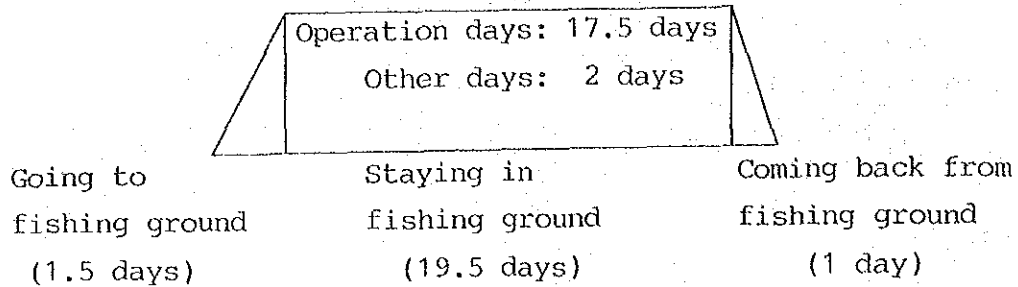 Operation days: 17.5 days
Other days: 2 days
Going to
fishing ground
(1.5 days)
Staying in
fishing ground
(19.5 days)
Coming back from
fishing ground
(1 day)